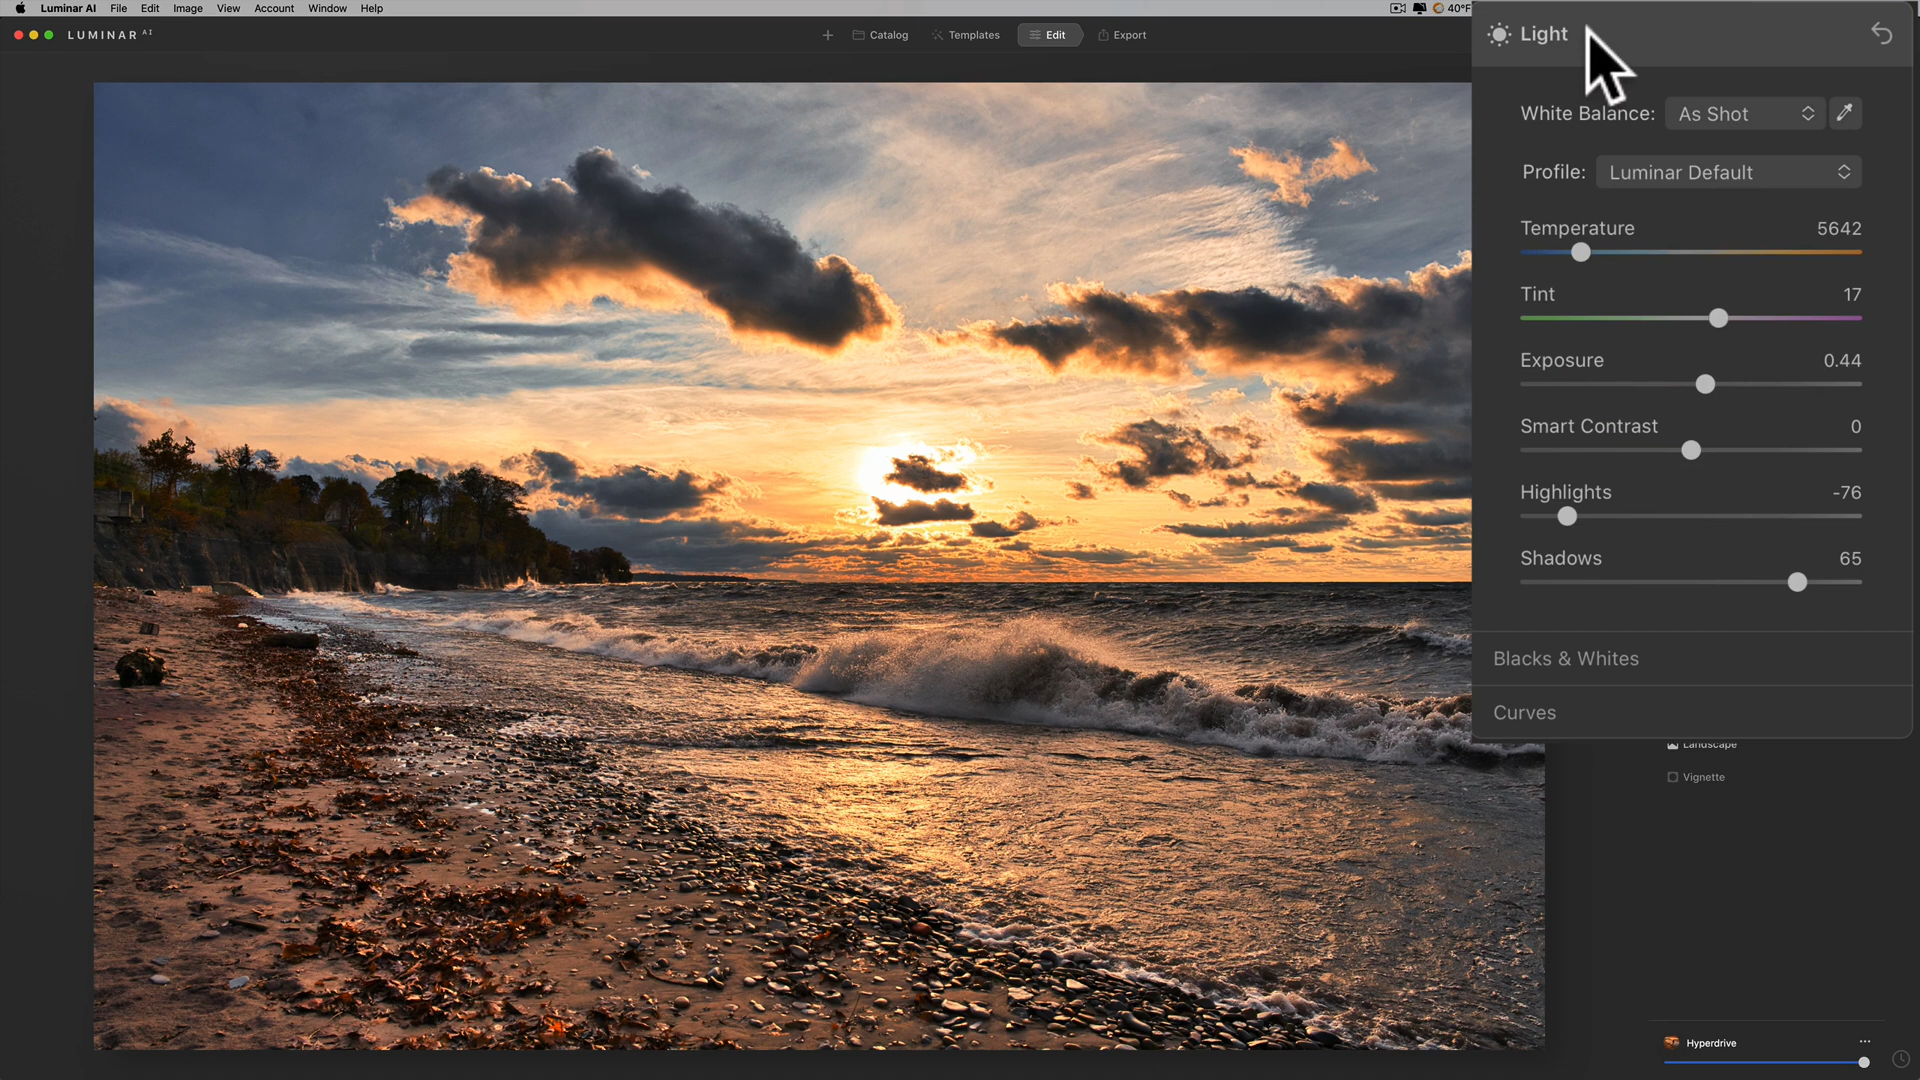 Luminar AI File Edit Image View Account Window Help 40°F
LUMINAR AI
Catalog Templates Edit Export
Light
White Balance: As Shot
Profile: Luminar Default
Temperature 5642
Tint 17
Exposure 0.44
Smart Contrast 0
Highlights -76
Shadows 65
Blacks & Whites
Curves
Landscape
Vignette
Hyperdrive